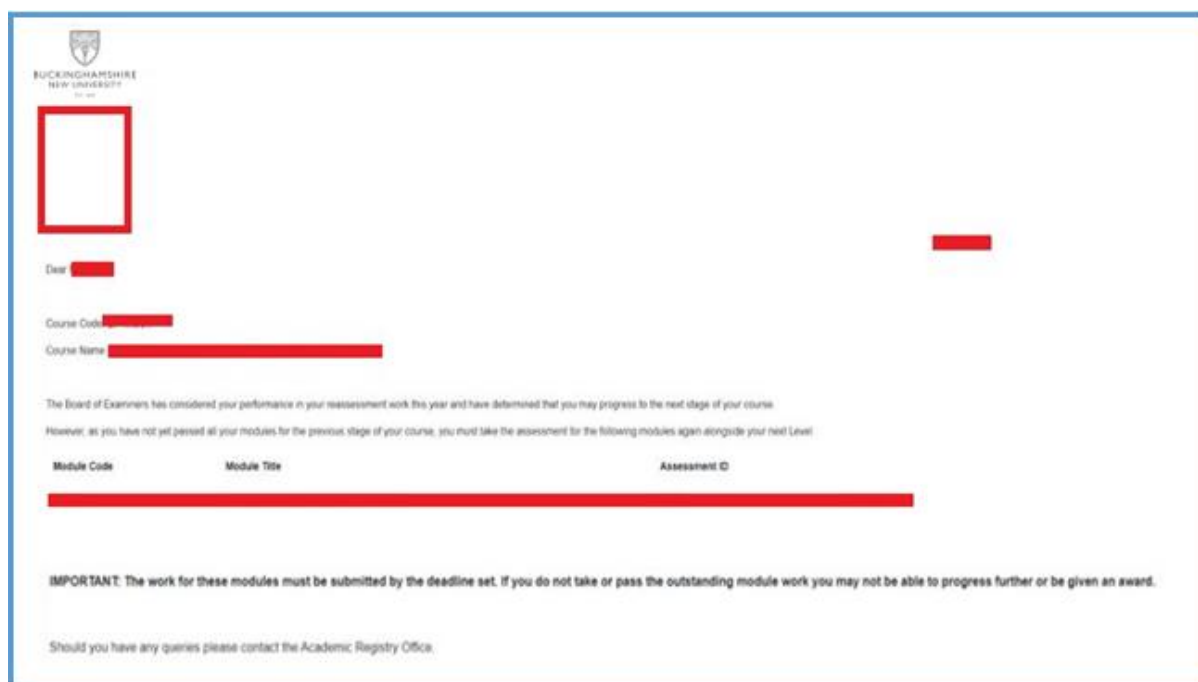 BUCKINGHAMSHIRE
NEW UNIVERSITY
Dear
Course Code
Course Name
The Board of Examiners has considered your performance in your reassessment work this year and have determined that you may progress to the next stage of your course.
However, as you have not yet passed all your modules for the previous stage of your course, you must take the assessment for the following modules again alongside your next Level
Module Code Module Title Assessment ID
IMPORTANT: The work for these modules must be submitted by the deadline set. If you do not take or pass the outstanding module work you may not be able to progress further or be given an award.
Should you have any queries please contact the Academic Registry Office.